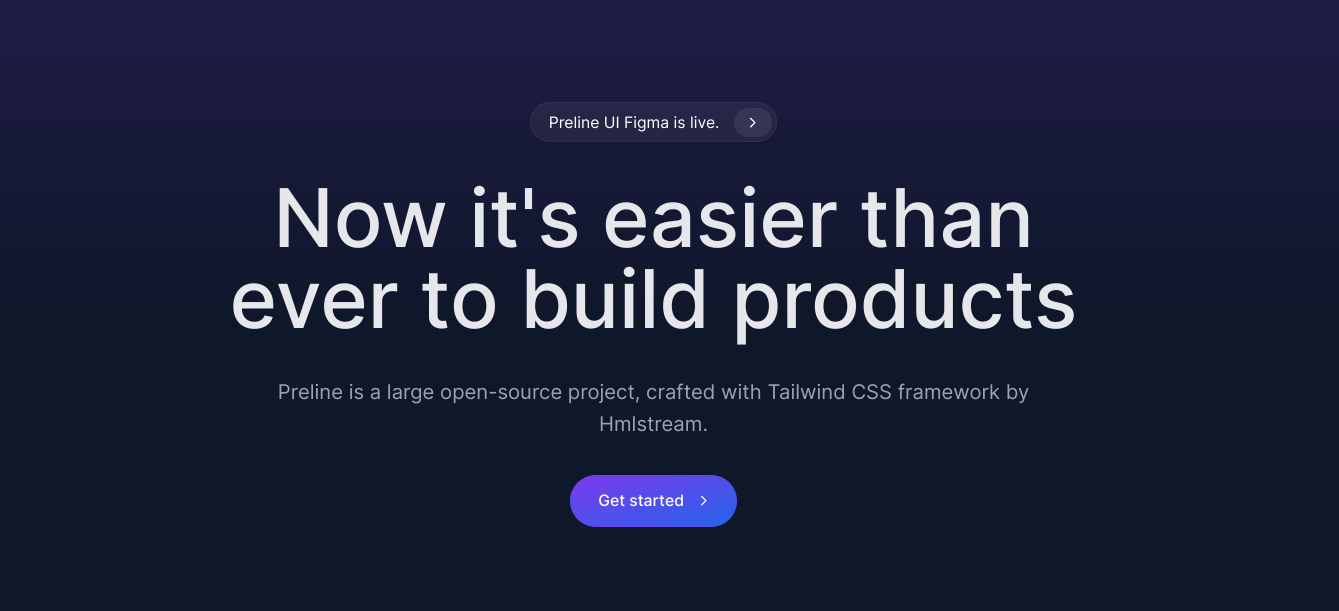 Preline UI Figma is live.
Now it's easier than
ever to build products
Preline is a large open-source project, crafted with Tailwind CSS framework by
Hmlstream.
Get started